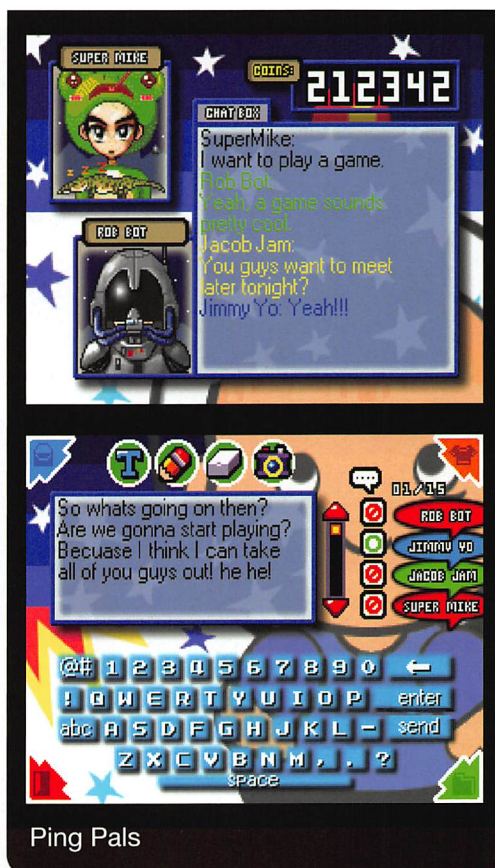 SUPER MIKE
COINS:
212342
CHAT BOX
SuperMike:
I want to play a game.
Rob Bot:
Yeah, a game sounds
pretty cool.
Jacob Jam:
You guys want to meet
later tonight?
Jimmy Yo: Yeah!!!
ROB BOT
T
01/15
So whats going on then?
Are we gonna start playing?
Becuase I think I can take
all of you guys out! he he!
ROB BOT
JIMMY YO
JACOB JAM
SUPER MIKE
@# 1 2 3 4 5 6 7 8 9 0 ←
! Q W E R T Y U I O P enter
abc A S D F G H J K L - send
Z X C V B N M , . ?
space
Ping Pals